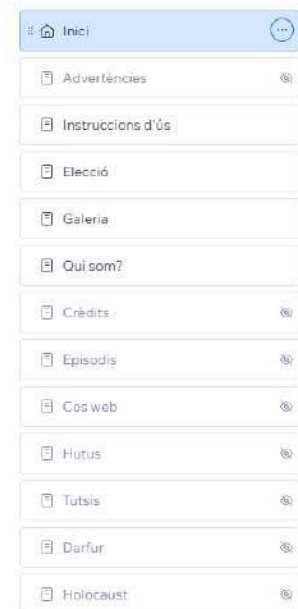 Inici
Advertències
Instruccions d'ús
Elecció
Galeria
Qui som?
Crèdits
Episodis
Cos web
Hutus
Tutsis
Darfur
Holocaust